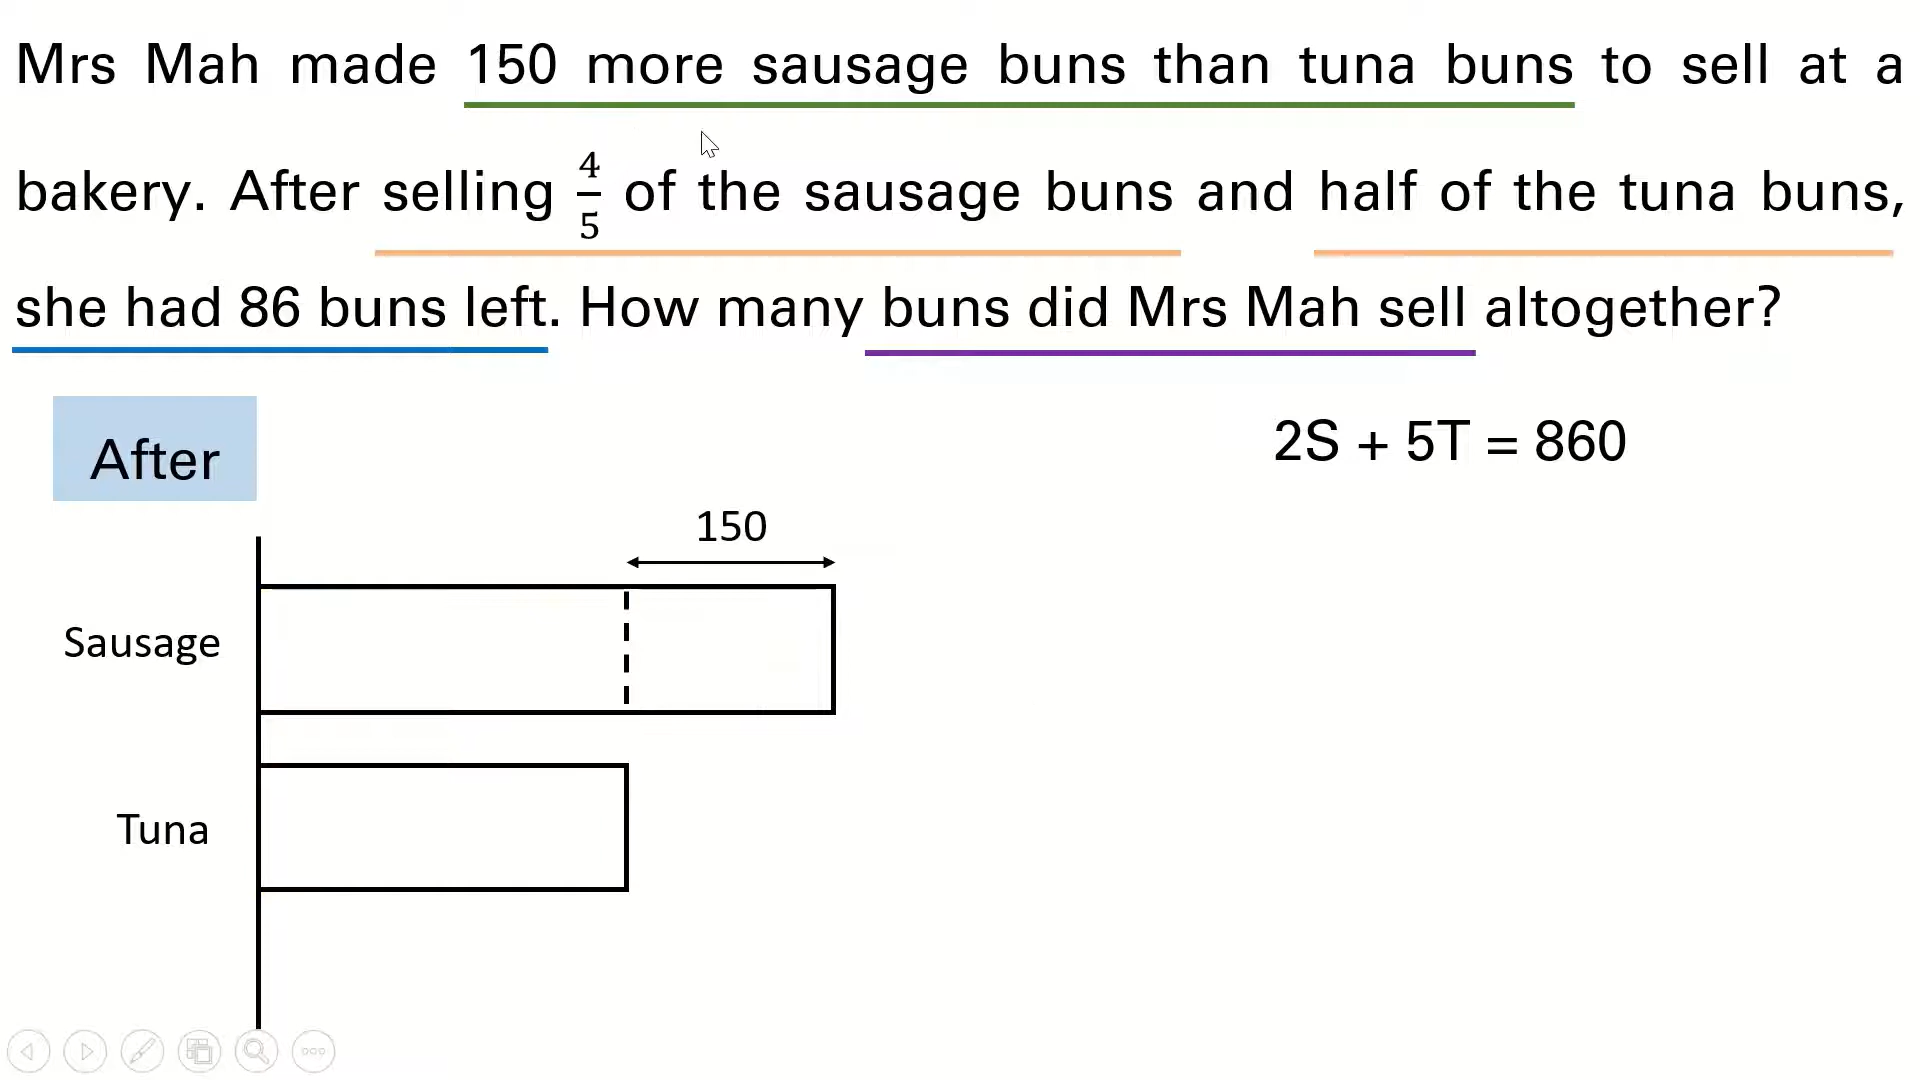 Mrs Mah made 150 more sausage buns than tuna buns to sell at a
bakery. After selling 4/5 of the sausage buns and half of the tuna buns,
she had 86 buns left. How many buns did Mrs Mah sell altogether?
After
2S + 5T = 860
150
Sausage
Tuna